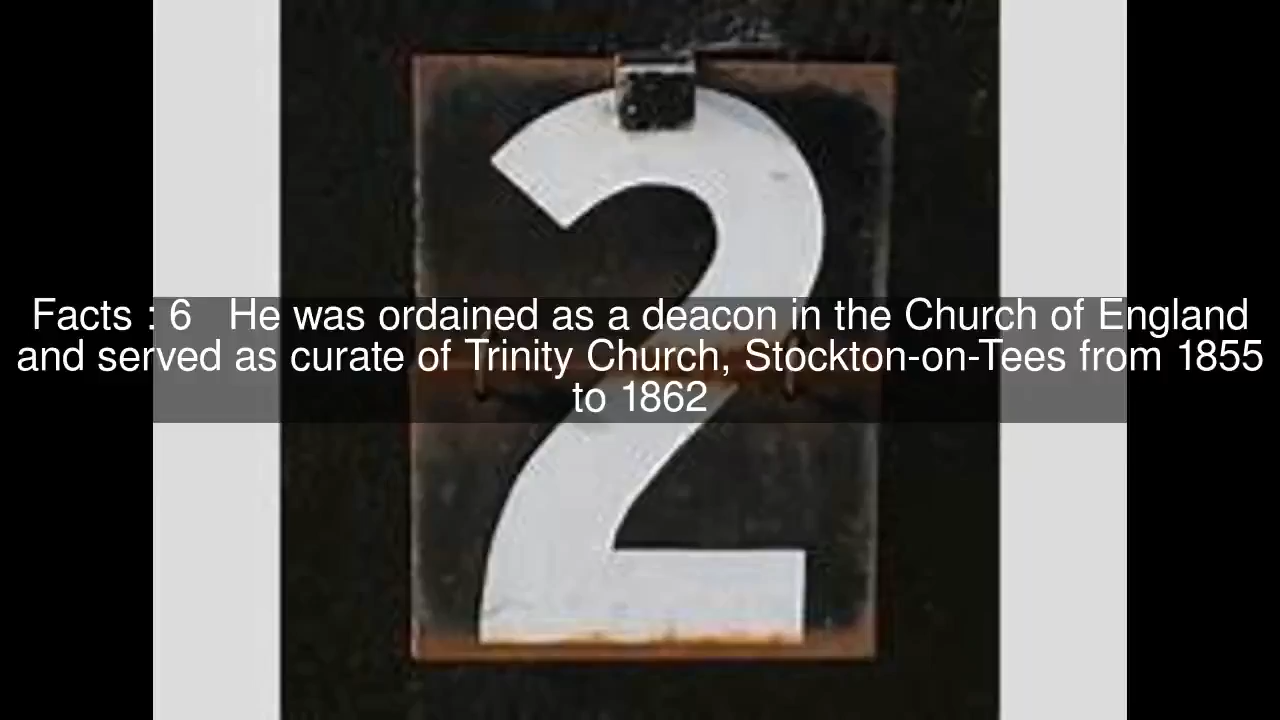 2
Facts : 6   He was ordained as a deacon in the Church of England
and served as curate of Trinity Church, Stockton-on-Tees from 1855
to 1862